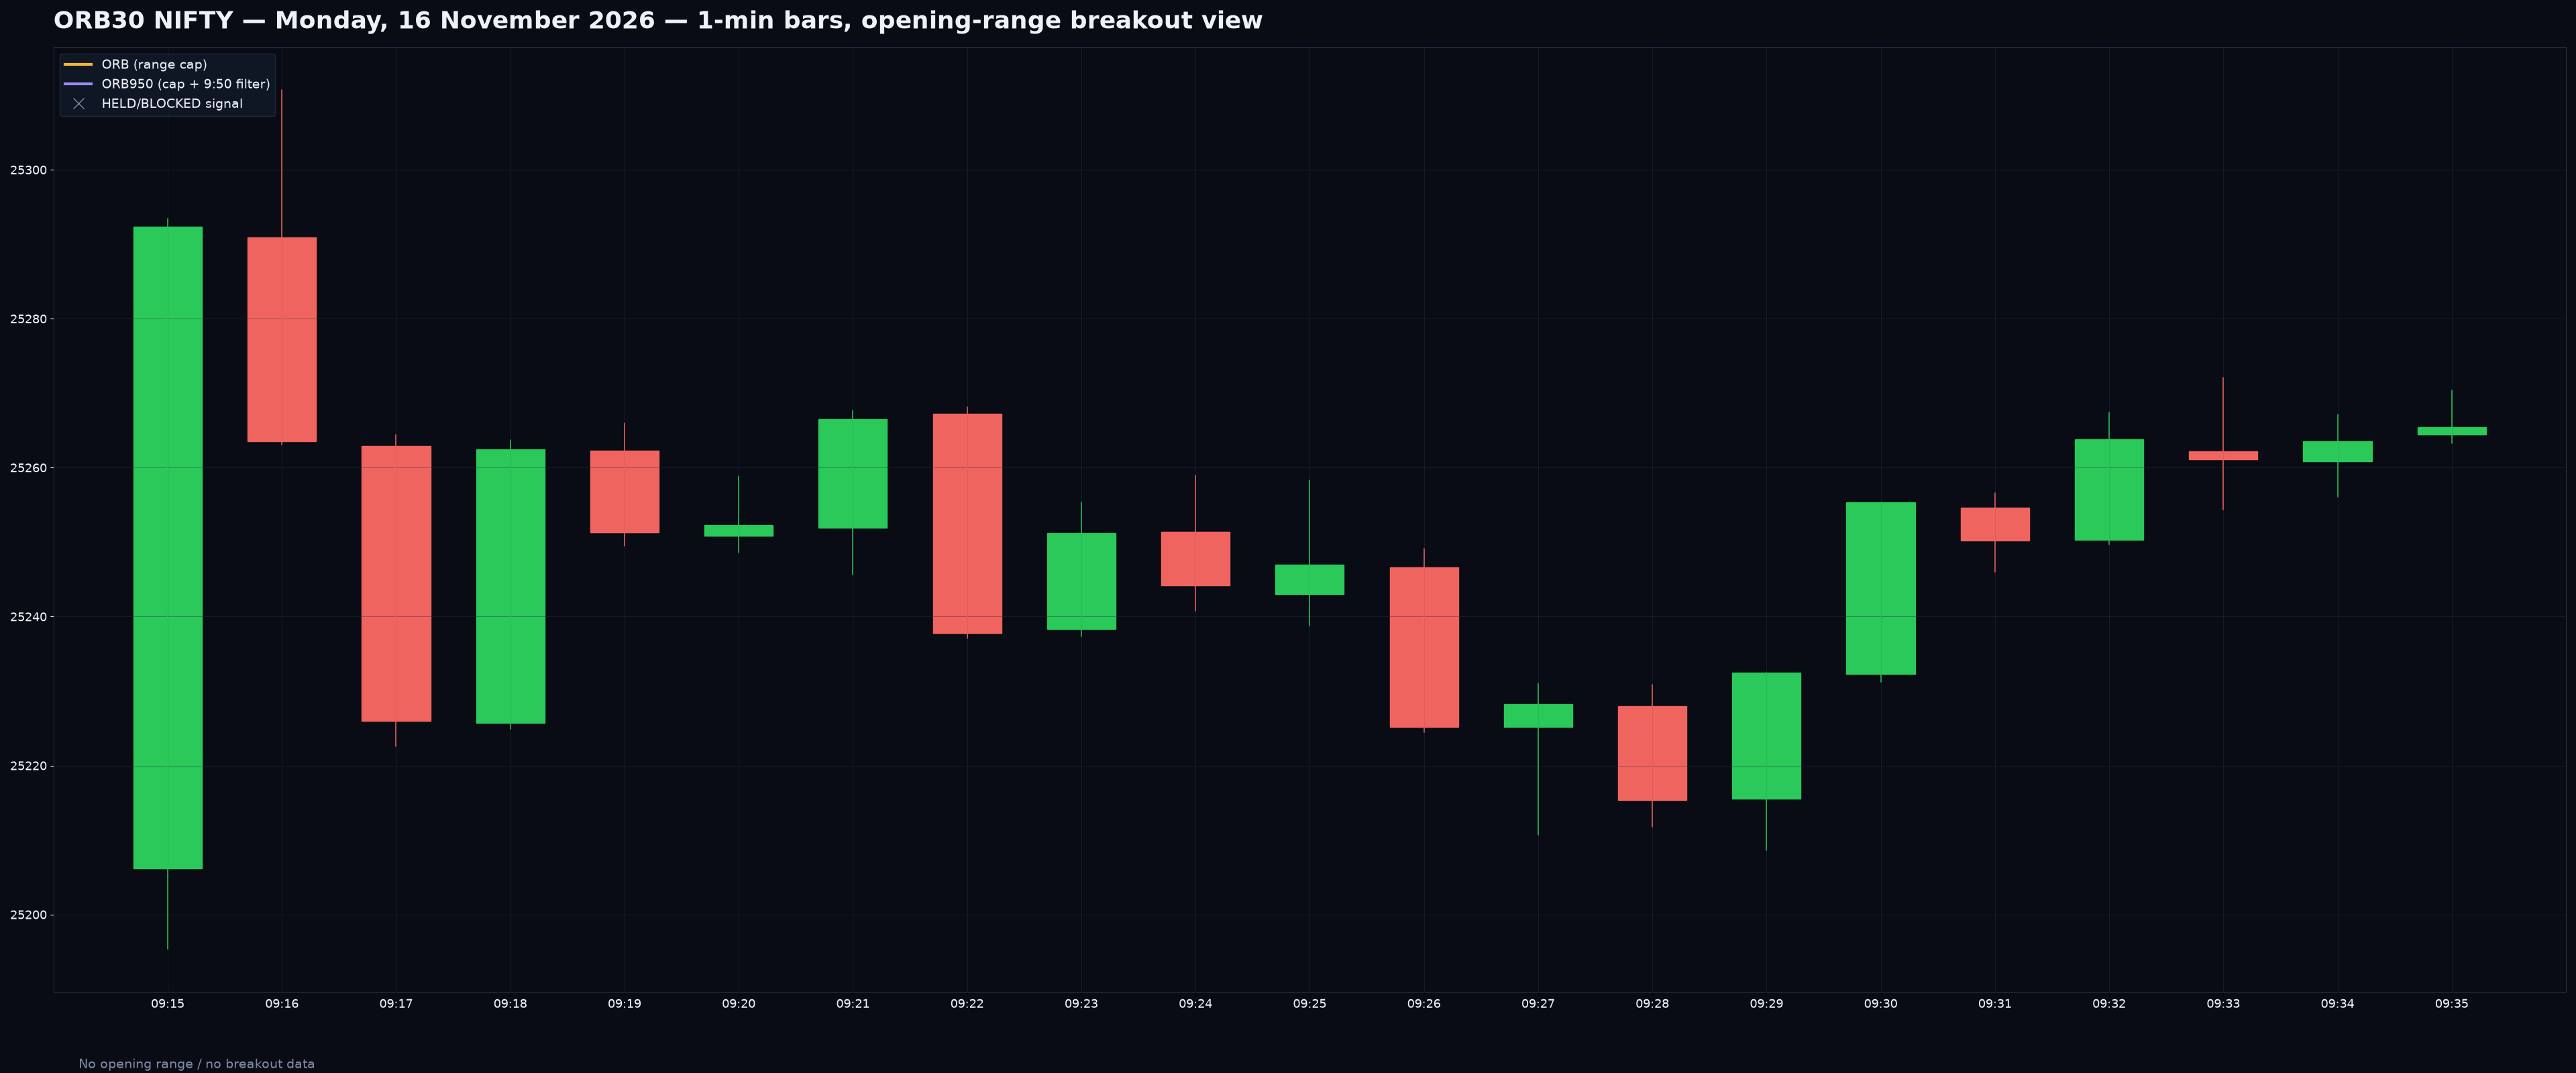 ORB30 NIFTY — Monday, 16 November 2026 — 1-min bars, opening-range breakout view
ORB (range cap)
ORB950 (cap + 9:50 filter)
HELD/BLOCKED signal
25300
25280
25260
25240
25220
25200
09:15 09:16 09:17 09:18 09:19 09:20 09:21 09:22 09:23 09:24 09:25 09:26 09:27 09:28 09:29 09:30 09:31 09:32 09:33 09:34 09:35
No opening range / no breakout data